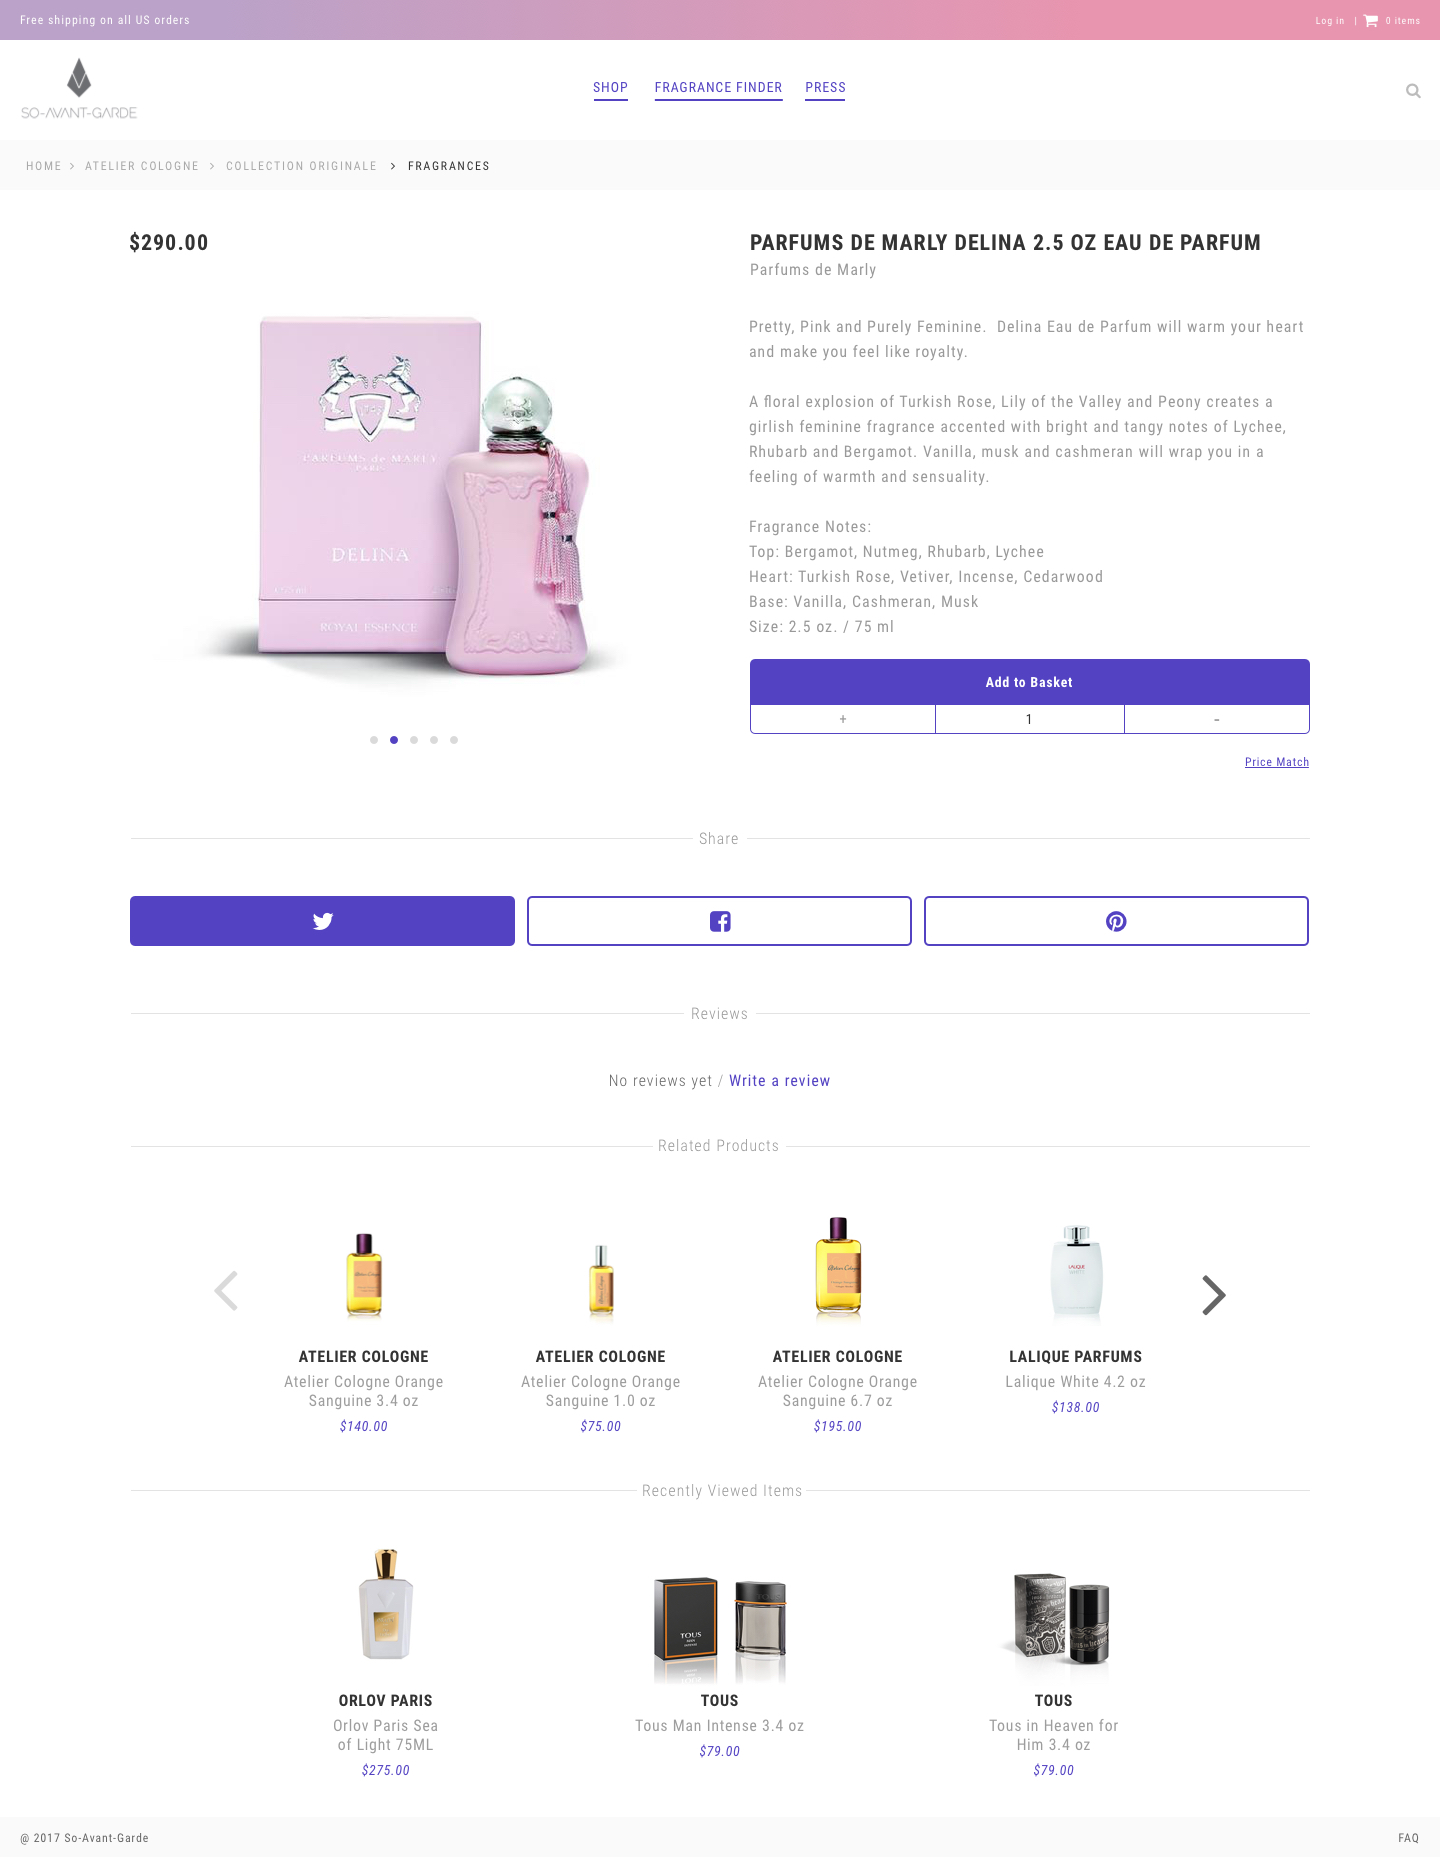 Free shipping on all US orders
Log in | 0 items
SO-AVANT-GARDE
SHOP FRAGRANCE FINDER PRESS
HOME > ATELIER COLOGNE > COLLECTION ORIGINALE > FRAGRANCES
$290.00
PARFUMS de MARLY
PARIS
DELINA
ROYAL ESSENCE
PARFUMS DE MARLY DELINA 2.5 OZ EAU DE PARFUM
Parfums de Marly
Pretty, Pink and Purely Feminine. Delina Eau de Parfum will warm your heart
and make you feel like royalty.
A floral explosion of Turkish Rose, Lily of the Valley and Peony creates a
girlish feminine fragrance accented with bright and tangy notes of Lychee,
Rhubarb and Bergamot. Vanilla, musk and cashmeran will wrap you in a
feeling of warmth and sensuality.
Fragrance Notes:
Top: Bergamot, Nutmeg, Rhubarb, Lychee
Heart: Turkish Rose, Vetiver, Incense, Cedarwood
Base: Vanilla, Cashmeran, Musk
Size: 2.5 oz. / 75 ml
Add to Basket
+ 1 -
Price Match
Share
Reviews
No reviews yet / Write a review
Related Products
ATELIER COLOGNE
Atelier Cologne Orange
Sanguine 3.4 oz
$140.00
ATELIER COLOGNE
Atelier Cologne Orange
Sanguine 1.0 oz
$75.00
ATELIER COLOGNE
Atelier Cologne Orange
Sanguine 6.7 oz
$195.00
LALIQUE
LALIQUE PARFUMS
Lalique White 4.2 oz
$138.00
Recently Viewed Items
ORLOV PARIS
Orlov Paris Sea
of Light 75ML
$275.00
TOUS
MAN
TOUS
Tous Man Intense 3.4 oz
$79.00
TOUS
Tous in Heaven for
Him 3.4 oz
$79.00
@ 2017 So-Avant-Garde
FAQ